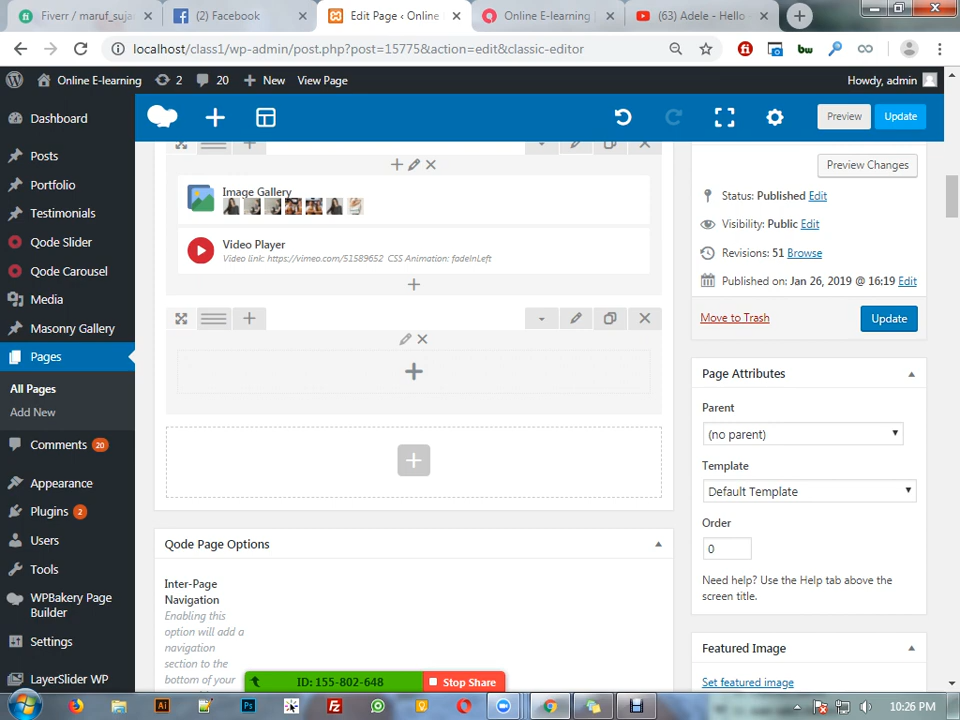 Fiverr / maruf_suja
(2) Facebook
Edit Page ‹ Online
Online E-learning |
(63) Adele - Hello -
localhost/class1/wp-admin/post.php?post=15775&action=edit&classic-editor
Online E-learning
2
20
New
View Page
Howdy, admin
Dashboard
Posts
Portfolio
Testimonials
Qode Slider
Qode Carousel
Media
Masonry Gallery
Pages
All Pages
Add New
Comments 20
Appearance
Plugins 2
Users
Tools
WPBakery Page
Builder
Settings
LayerSlider WP
Preview
Update
Image Gallery
Video Player
Video link: https://vimeo.com/51589652 CSS Animation: fadeInLeft
Qode Page Options
Inter-Page
Navigation
Enabling this
option will add a
navigation
section to the
bottom of your
Preview Changes
Status: Published Edit
Visibility: Public Edit
Revisions: 51 Browse
Published on: Jan 26, 2019 @ 16:19 Edit
Move to Trash
Update
Page Attributes
Parent
(no parent)
Template
Default Template
Order
0
Need help? Use the Help tab above the
screen title.
Featured Image
Set featured image
ID: 155-802-648
Stop Share
10:26 PM